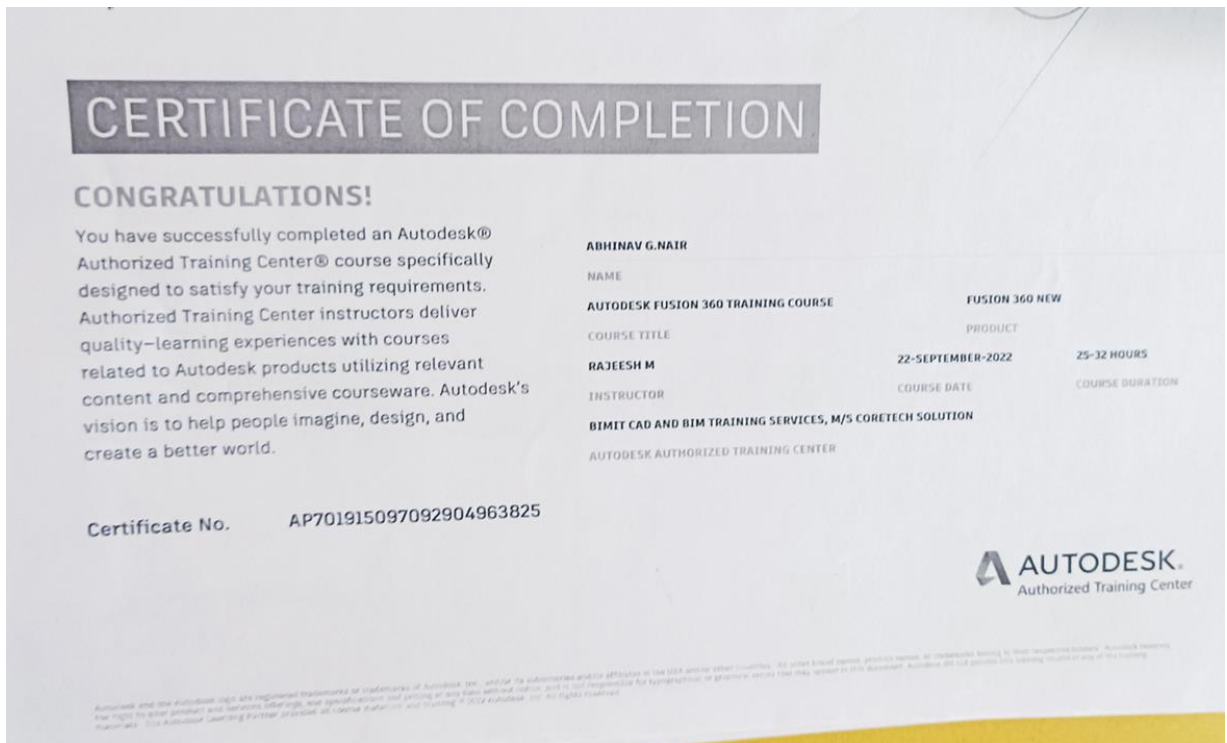 CERTIFICATE OF COMPLETION
CONGRATULATIONS!
You have successfully completed an Autodesk®
Authorized Training Center® course specifically
designed to satisfy your training requirements.
Authorized Training Center instructors deliver
quality-learning experiences with courses
related to Autodesk products utilizing relevant
content and comprehensive courseware. Autodesk's
vision is to help people imagine, design, and
create a better world.
Certificate No. AP701915097092904963825
ABHINAV G.NAIR
NAME
AUTODESK FUSION 360 TRAINING COURSE FUSION 360 NEW
COURSE TITLE PRODUCT
RAJEESH M 22-SEPTEMBER-2022 25-32 HOURS
INSTRUCTOR COURSE DATE COURSE DURATION
BIMIT CAD AND BIM TRAINING SERVICES, M/S CORETECH SOLUTION
AUTODESK AUTHORIZED TRAINING CENTER
AUTODESK.
Authorized Training Center